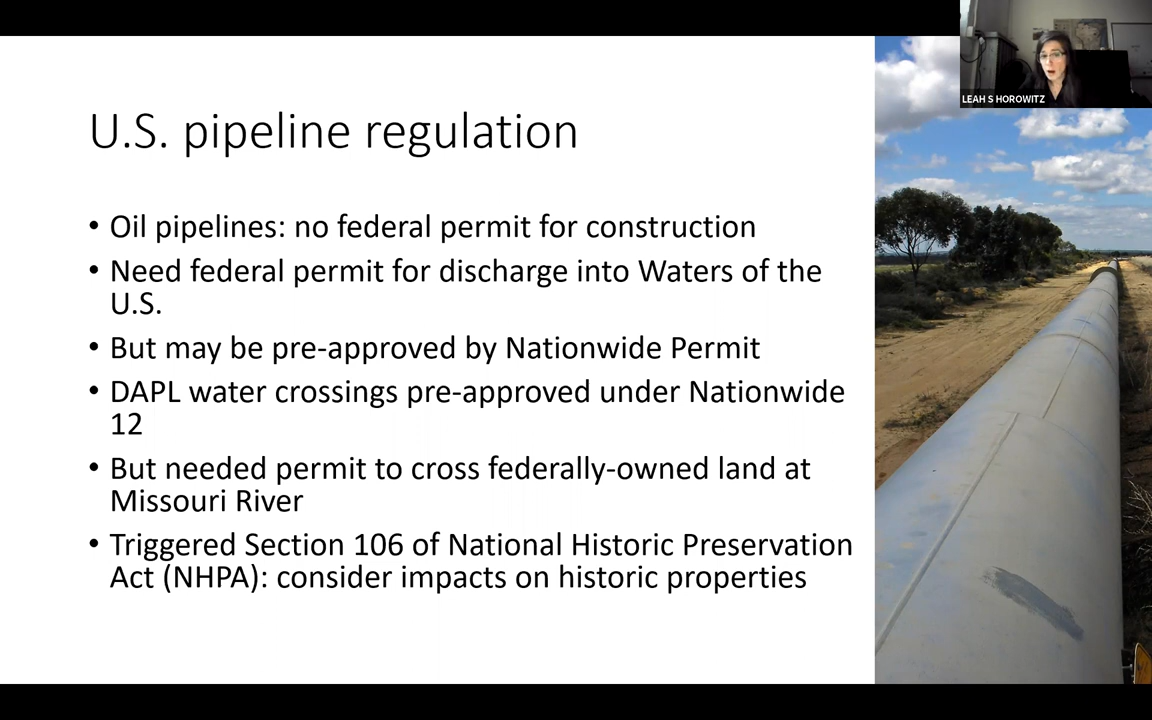 LEAH S HOROWITZ
U.S. pipeline regulation
• Oil pipelines: no federal permit for construction
• Need federal permit for discharge into Waters of the
U.S.
• But may be pre-approved by Nationwide Permit
• DAPL water crossings pre-approved under Nationwide
12
• But needed permit to cross federally-owned land at
Missouri River
• Triggered Section 106 of National Historic Preservation
Act (NHPA): consider impacts on historic properties